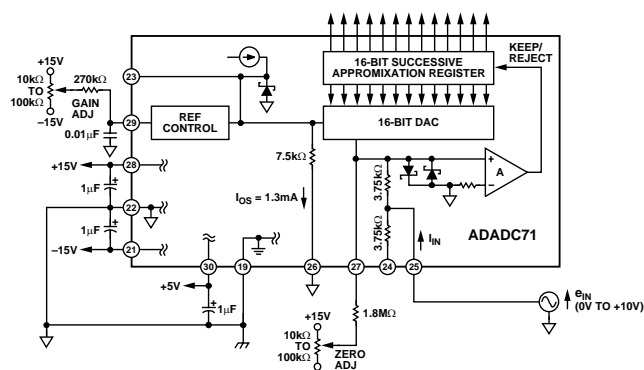 +15V
10kΩ
TO
100kΩ
–15V
270kΩ
GAIN
ADJ
0.01µF
23
29
REF
CONTROL
16-BIT SUCCESSIVE
APPROMIXATION REGISTER
KEEP/
REJECT
16-BIT DAC
7.5kΩ
IOS = 1.3mA
3.75kΩ
3.75kΩ
+
–
A
IIN
ADADC71
+15V
28
1µF
+
22
1µF
+
–15V
21
30
19
26
27
24
25
+5V
+
1µF
1.8MΩ
+15V
10kΩ
TO
100kΩ
–15V
ZERO
ADJ
eIN
(0V TO +10V)